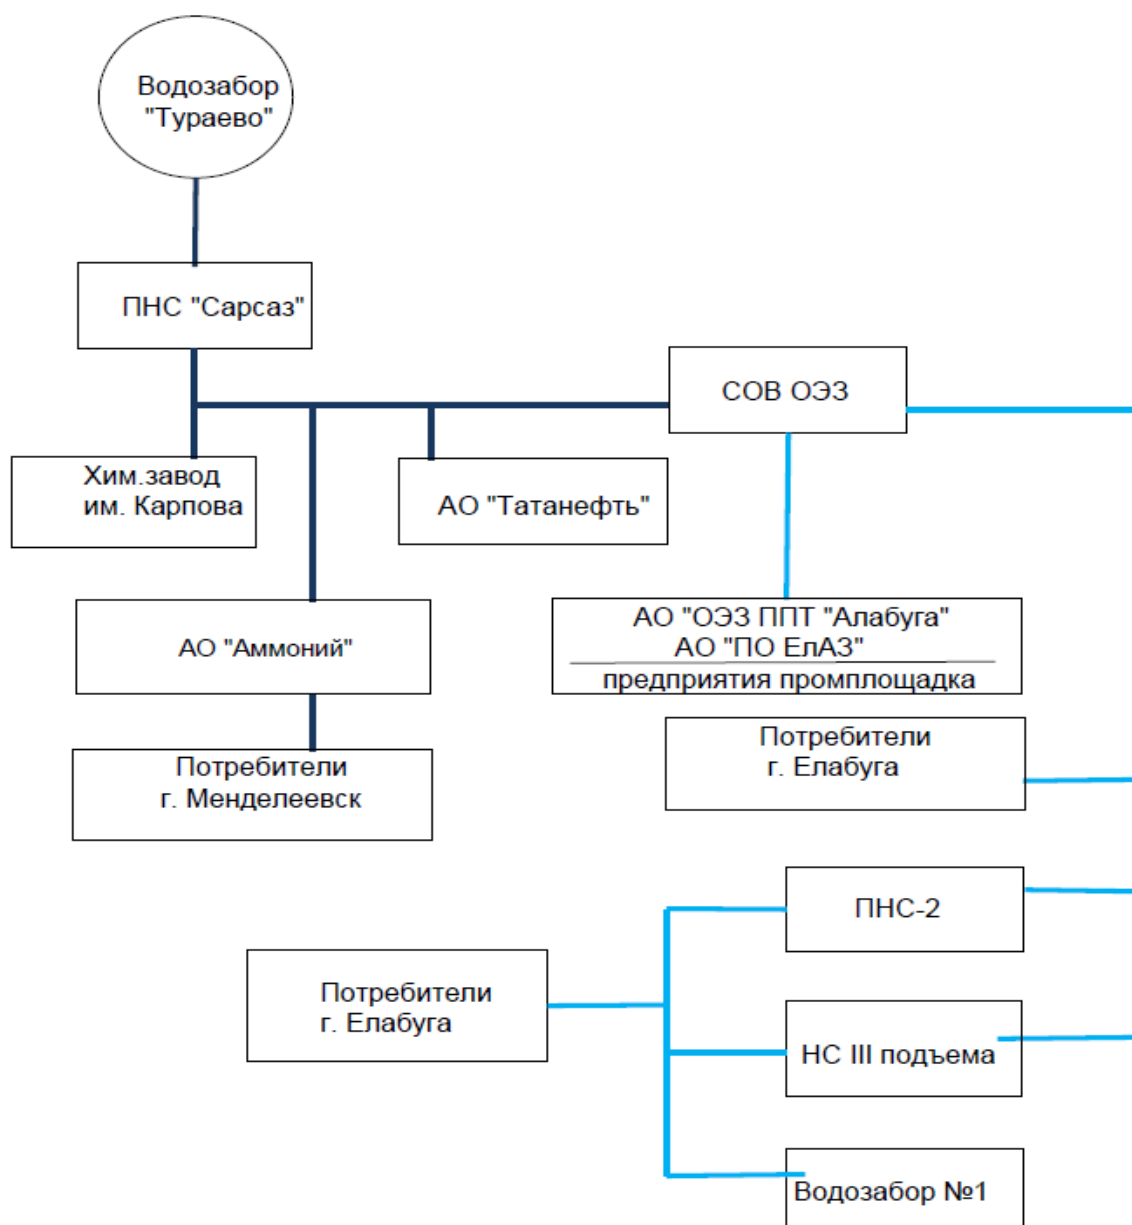 Водозабор
"Тураево"
ПНС "Сарсаз"
СОВ ОЭЗ
Хим.завод
им. Карпова
АО "Татанефть"
АО "Аммоний"
АО "ОЭЗ ППТ "Алабуга"
АО "ПО ЕлАЗ"
предприятия промплощадка
Потребители
г. Менделеевск
Потребители
г. Елабуга
ПНС-2
Потребители
г. Елабуга
НС III подъема
Водозабор №1